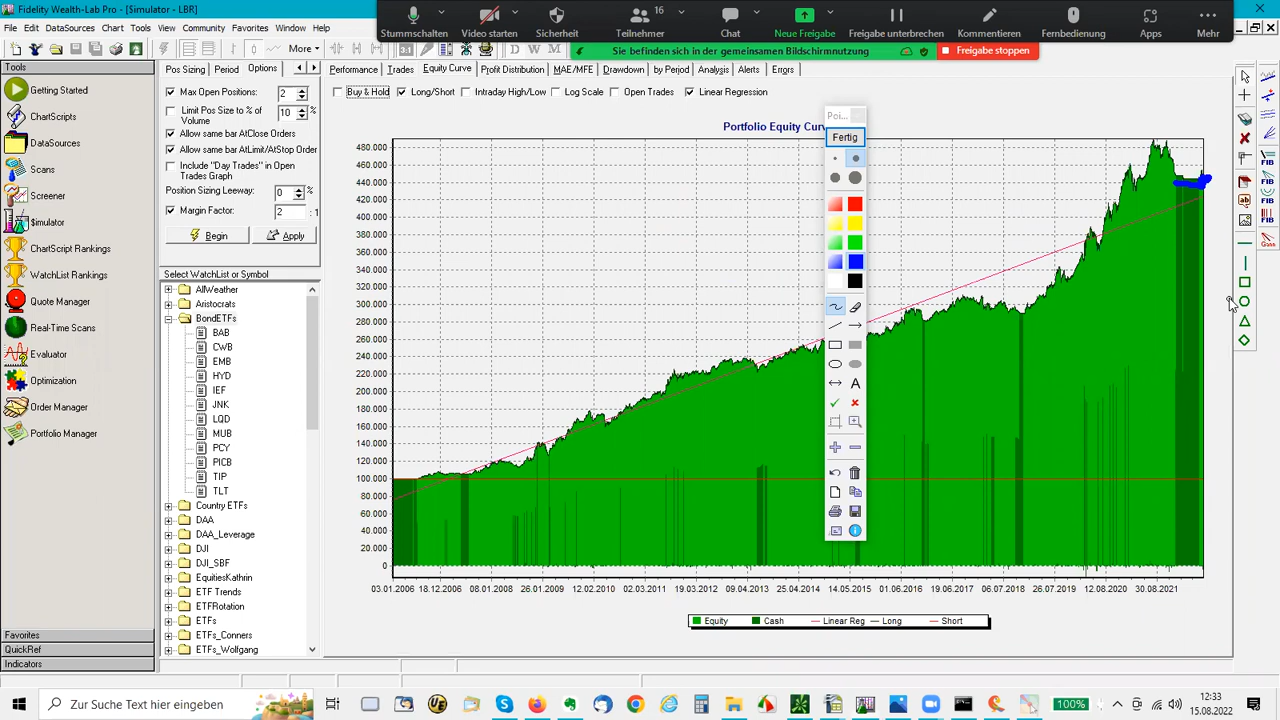 Fidelity Wealth-Lab Pro - [Simulator - LBR]
File Edit DataSources Chart Tools View Community Window Help
More
D W M
Stummschalten Video starten Sicherheit Teilnehmer 16 Chat Neue Freigabe Freigabe unterbrechen Kommentieren Fernbedienung Apps Mehr
Sie befinden sich in der gemeinsamen Bildschirmnutzung
Freigabe stoppen
Tools
Getting Started
ChartScripts
DataSources
Scans
Screener
Simulator
ChartScript Rankings
WatchList Rankings
Quote Manager
Real-Time Scans
Evaluator
Optimization
Order Manager
Portfolio Manager
Favorites
QuickRef
Indicators
Pos Sizing Period Options
Max Open Positions: 2
Limit Pos Size to % of Volume 10 %
Allow same bar AtClose Orders
Allow same bar AtLimit/AtStop Order
Include "Day Trades" in Open Trades Graph
Position Sizing Leeway: 0 %
Margin Factor: 2 : 1
Begin Apply
Select WatchList or Symbol
AllWeather
Aristocrats
BondETFs
BAB
CWB
EMB
HYD
IEF
JNK
LQD
MUB
PCY
PICB
TIP
TLT
Country ETFs
DAA
DAA_Leverage
DJI
DJI_SBF
EquitiesKathrin
ETF Trends
ETFRotation
ETFs
ETFs_Conners
ETFs_Wolfgang
Performance Trades Equity Curve Profit Distribution MAE/MFE Drawdown by Period Analysis Alerts Errors
Buy & Hold Long/Short Intraday High/Low Log Scale Open Trades Linear Regression
Portfolio Equity Curv
Poi...
Fertig
A
480.000
460.000
440.000
420.000
400.000
380.000
360.000
340.000
320.000
300.000
280.000
260.000
240.000
220.000
200.000
180.000
160.000
140.000
120.000
100.000
80.000
60.000
40.000
20.000
0
03.01.2006 18.12.2006 08.01.2008 26.01.2009 12.02.2010 02.03.2011 19.03.2012 09.04.2013 25.04.2014 14.05.2015 01.06.2016 19.06.2017 06.07.2018 26.07.2019 12.08.2020 30.08.2021
Equity Cash Linear Reg Long Short
FIB
FIB
FIB
FIB
Gann
Zur Suche Text hier eingeben
100%
12:33
15.08.2022